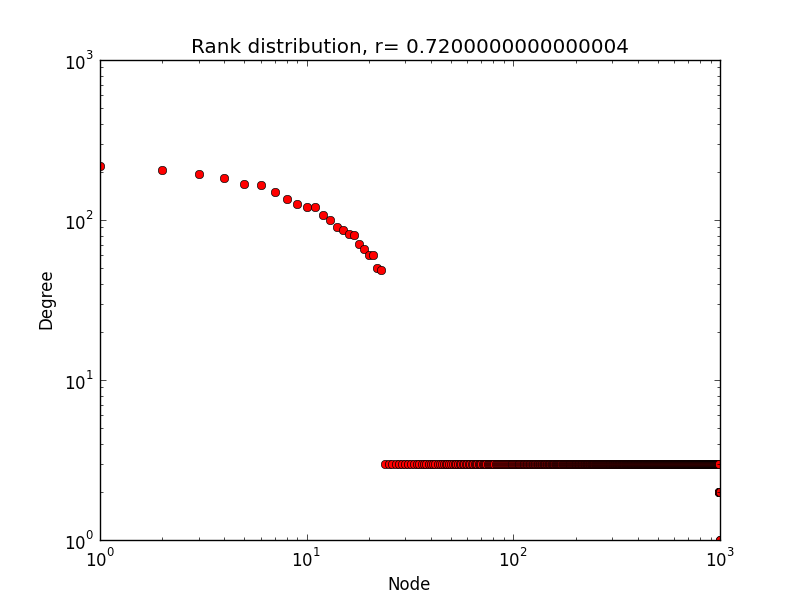 Rank distribution, r= 0.7200000000000004
10³
10²
10¹
10⁰
Degree
10⁰ 10¹ 10² 10³
Node